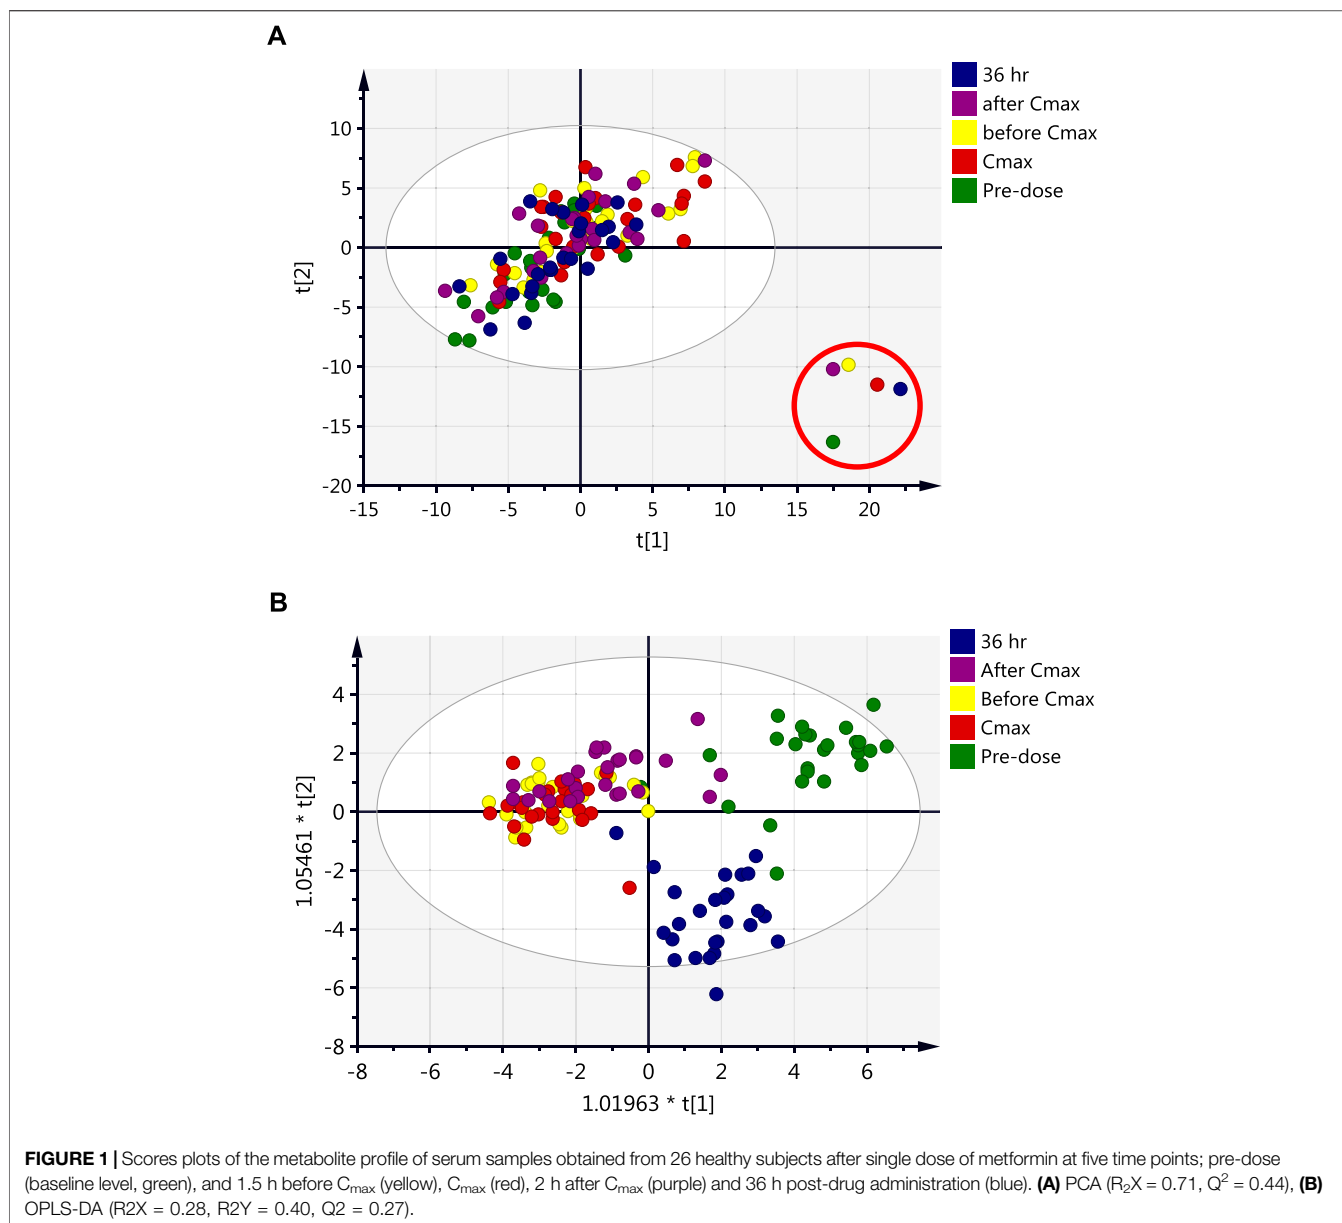 A
36 hr
after Cmax
before Cmax
Cmax
Pre-dose
t[2]
10
5
0
-5
-10
-15
-20
-15 -10 -5 0 5 10 15 20
t[1]
B
36 hr
After Cmax
Before Cmax
Cmax
Pre-dose
1.05461 * t[2]
4
2
0
-2
-4
-6
-8
-8 -6 -4 -2 0 2 4 6
1.01963 * t[1]
FIGURE 1 | Scores plots of the metabolite profile of serum samples obtained from 26 healthy subjects after single dose of metformin at five time points; pre-dose
(baseline level, green), and 1.5 h before Cmax (yellow), Cmax (red), 2 h after Cmax (purple) and 36 h post-drug administration (blue). (A) PCA (R2X = 0.71, Q² = 0.44), (B)
OPLS-DA (R2X = 0.28, R2Y = 0.40, Q2 = 0.27).